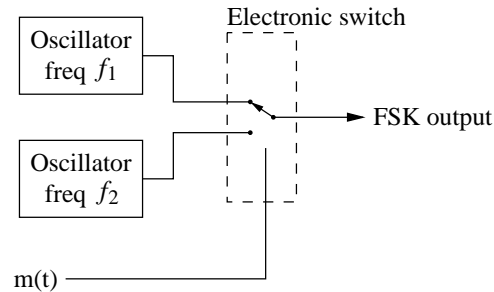 Electronic switch
Oscillator
freq f1
FSK output
Oscillator
freq f2
m(t)